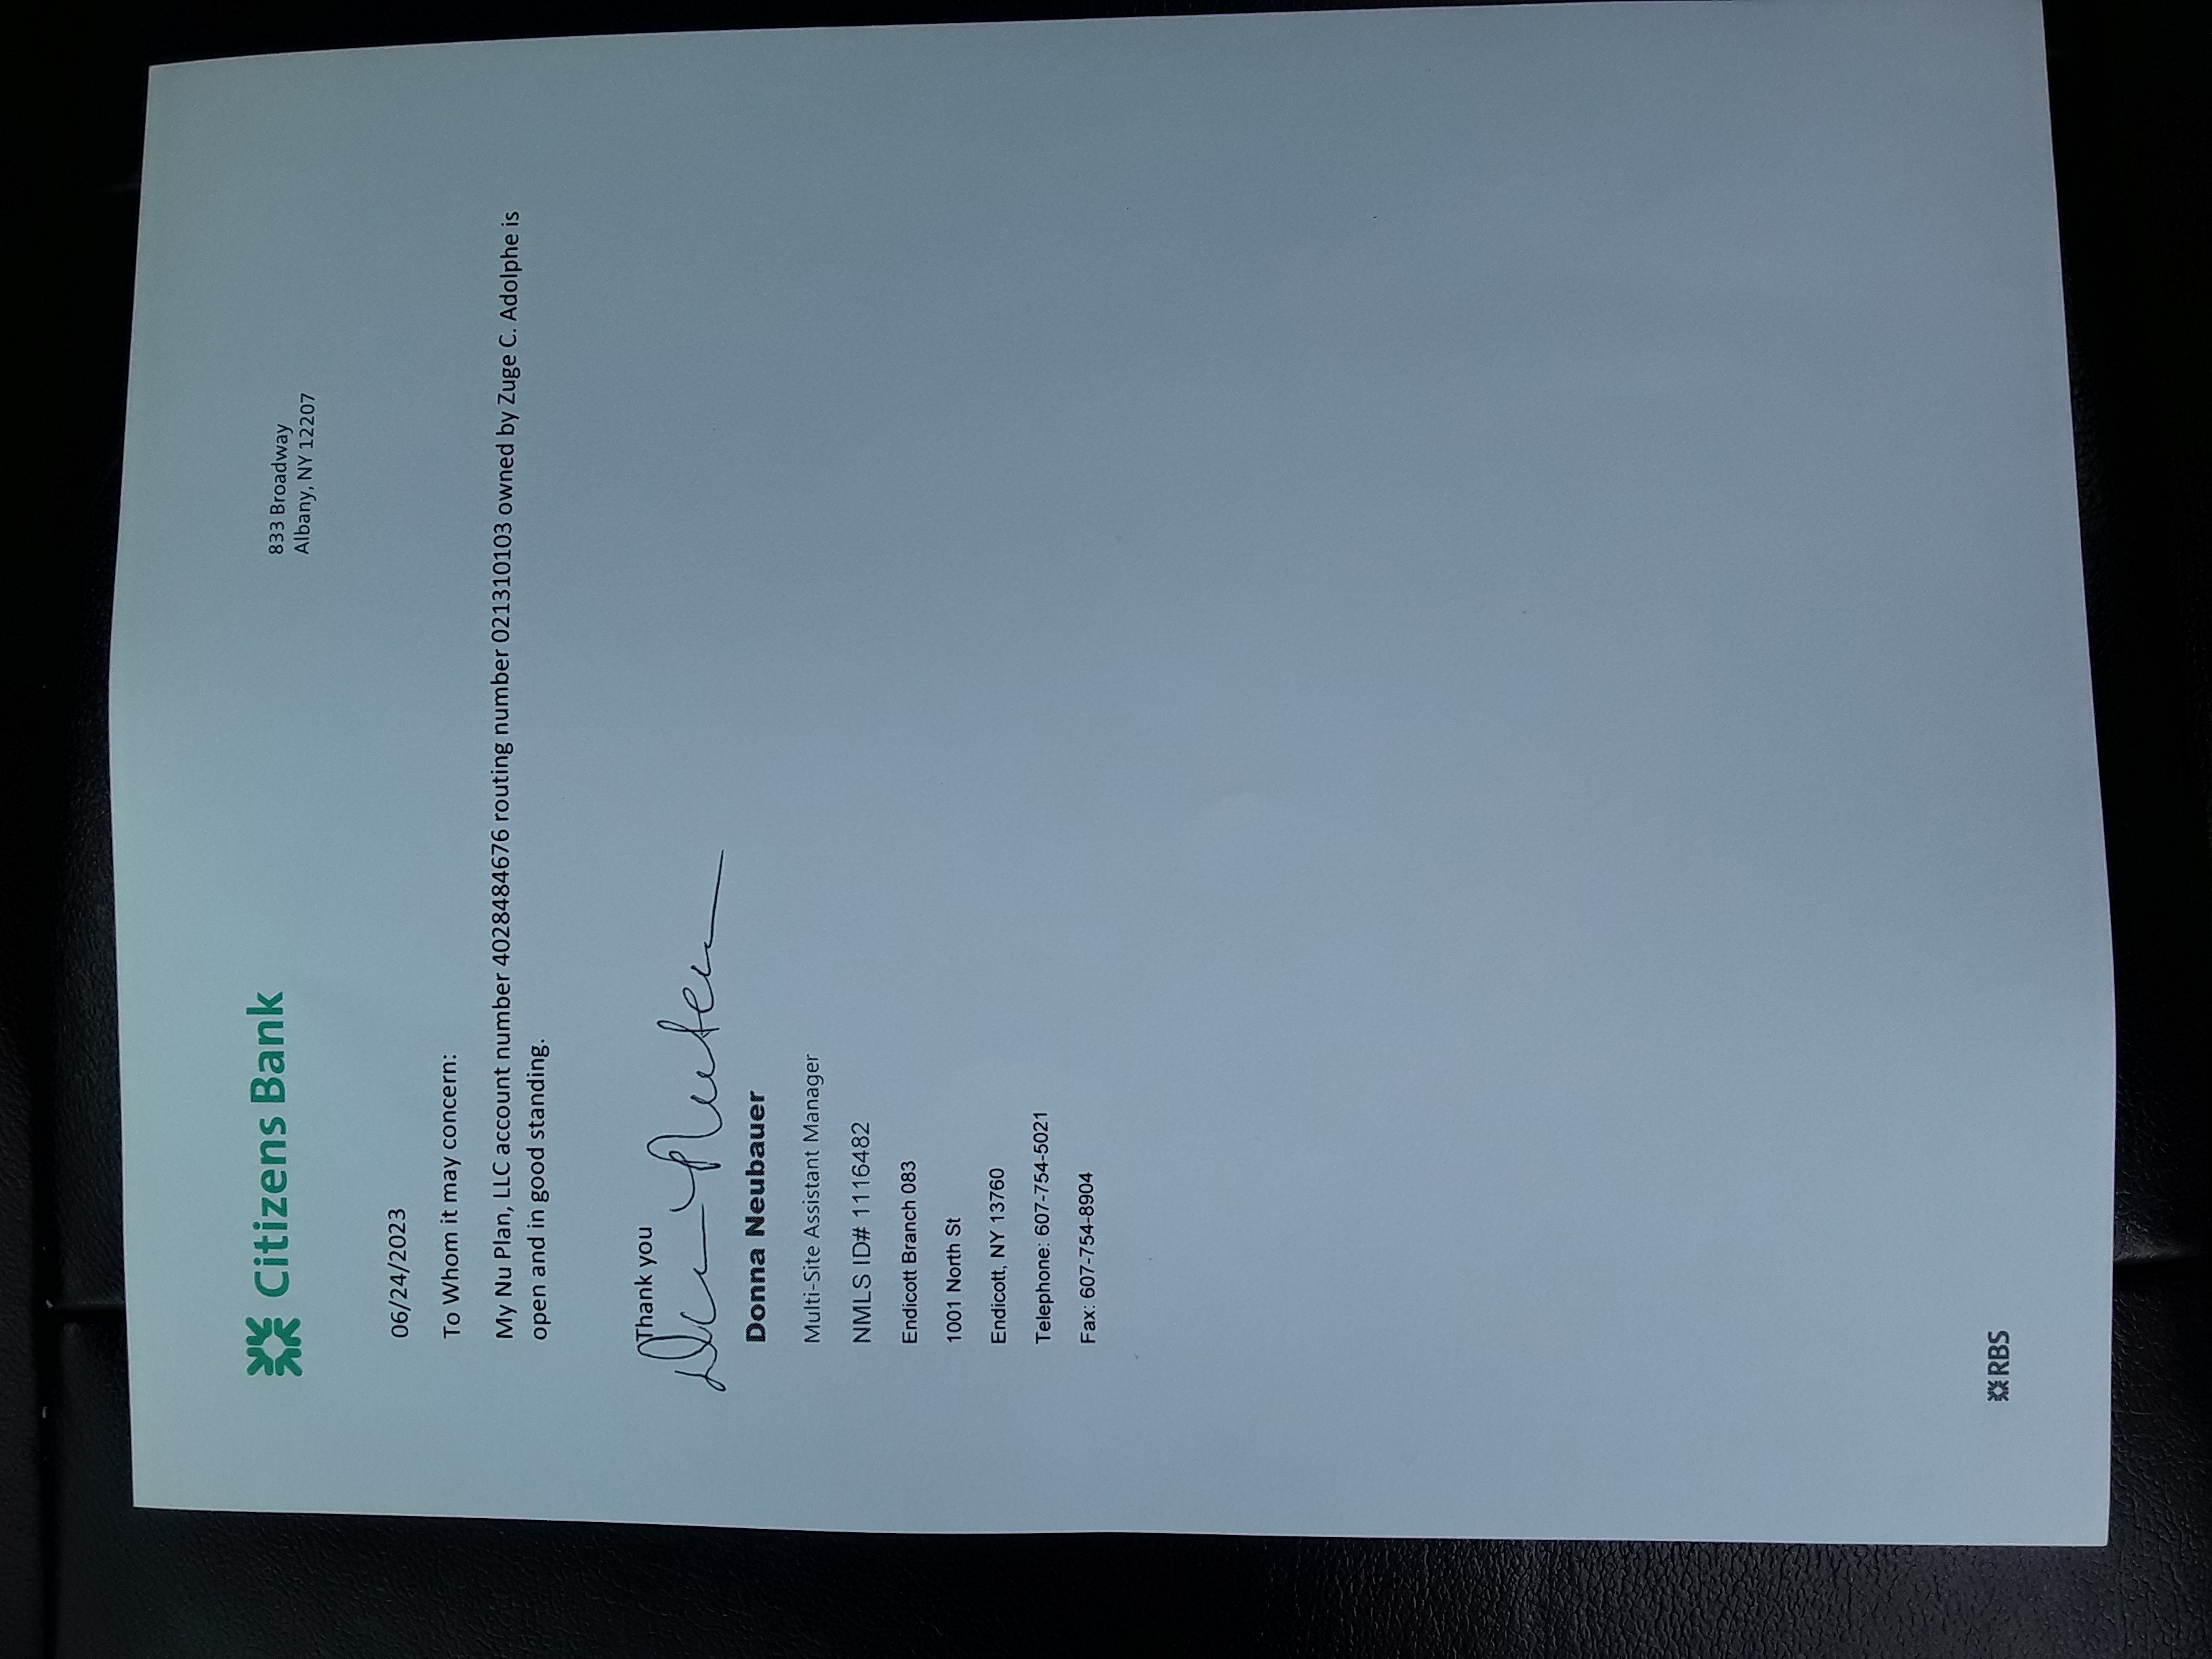 Citizens Bank
833 Broadway
Albany, NY 12207
06/24/2023
To Whom it may concern:
My Nu Plan, LLC account number 4028484676 routing number 021310103 owned by Zuge C. Adolphe is
open and in good standing.
Thank you
Donna Neubauer
Multi-Site Assistant Manager
NMLS ID# 1116482
Endicott Branch 083
1001 North St
Endicott, NY 13760
Telephone: 607-754-5021
Fax: 607-754-8904
RBS